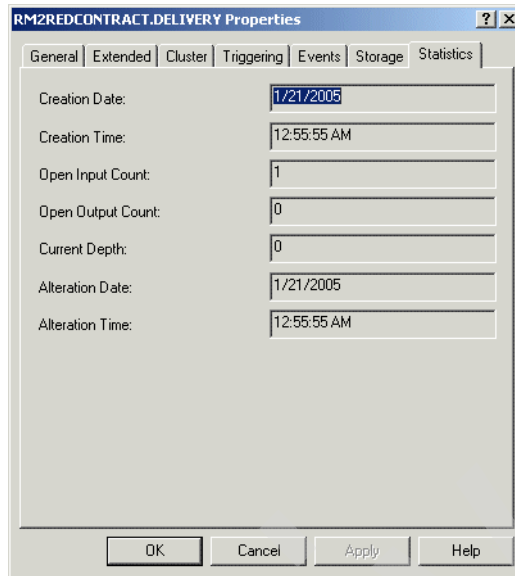 RM2REDCONTRACT.DELIVERY Properties ? X
General Extended Cluster Triggering Events Storage Statistics
Creation Date: 1/21/2005
Creation Time: 12:55:55 AM
Open Input Count: 1
Open Output Count: 0
Current Depth: 0
Alteration Date: 1/21/2005
Alteration Time: 12:55:55 AM
OK Cancel Apply Help